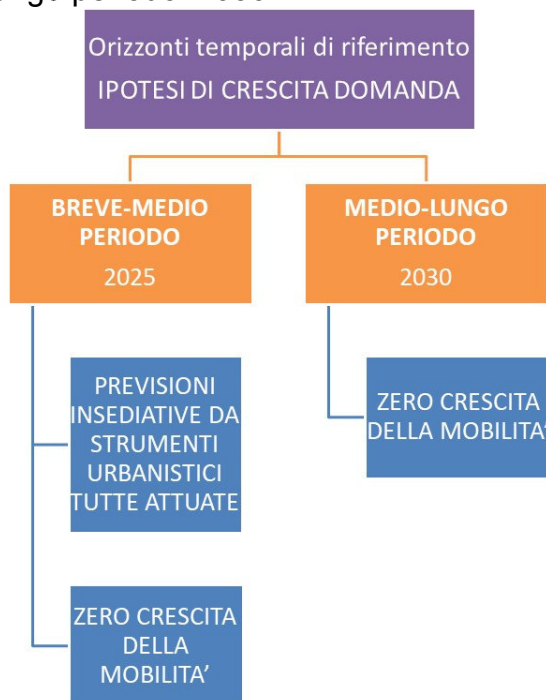 Orizzonti temporali di riferimento
IPOTESI DI CRESCITA DOMANDA
BREVE-MEDIO
PERIODO
2025
MEDIO-LUNGO
PERIODO
2030
PREVISIONI
INSEDIATIVE DA
STRUMENTI
URBANISTICI
TUTTE ATTUATE
ZERO CRESCITA
DELLA MOBILITA’
ZERO CRESCITA
DELLA
MOBILITA’